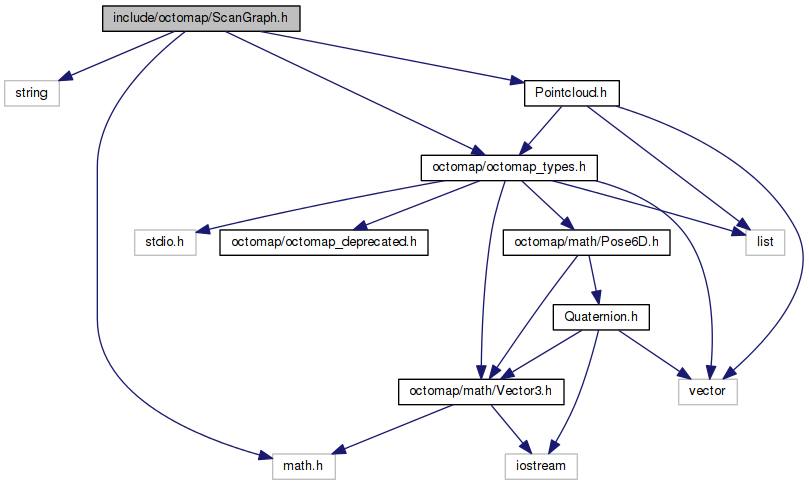 include/octomap/ScanGraph.h
string
Pointcloud.h
octomap/octomap_types.h
stdio.h
octomap/octomap_deprecated.h
octomap/math/Pose6D.h
list
Quaternion.h
octomap/math/Vector3.h
vector
math.h
iostream